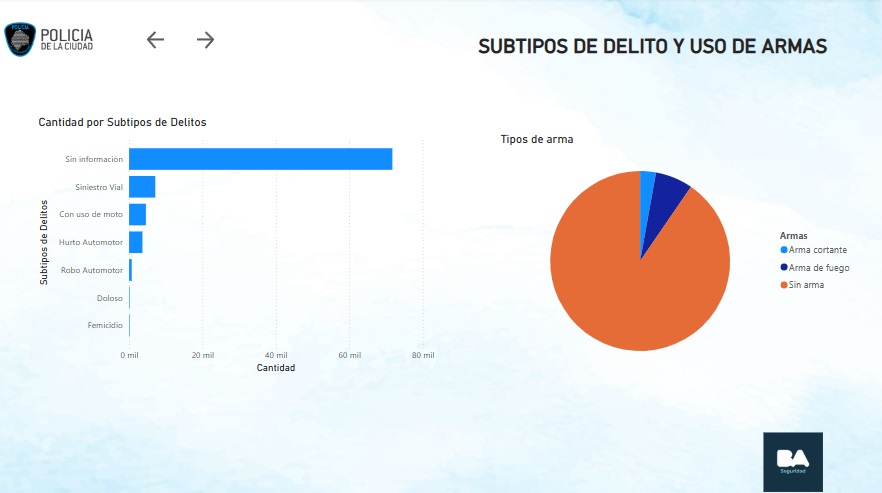 POLICIA
POLICIA
DE LA CIUDAD
SUBTIPOS DE DELITO Y USO DE ARMAS
Cantidad por Subtipos de Delitos
Subtipos de Delitos
Sin información
Siniestro Vial
Con uso de moto
Hurto Automotor
Robo Automotor
Doloso
Femicidio
0 mil 20 mil 40 mil 60 mil 80 mil
Cantidad
Tipos de arma
Armas
Arma cortante
Arma de fuego
Sin arma
BA
Seguridad